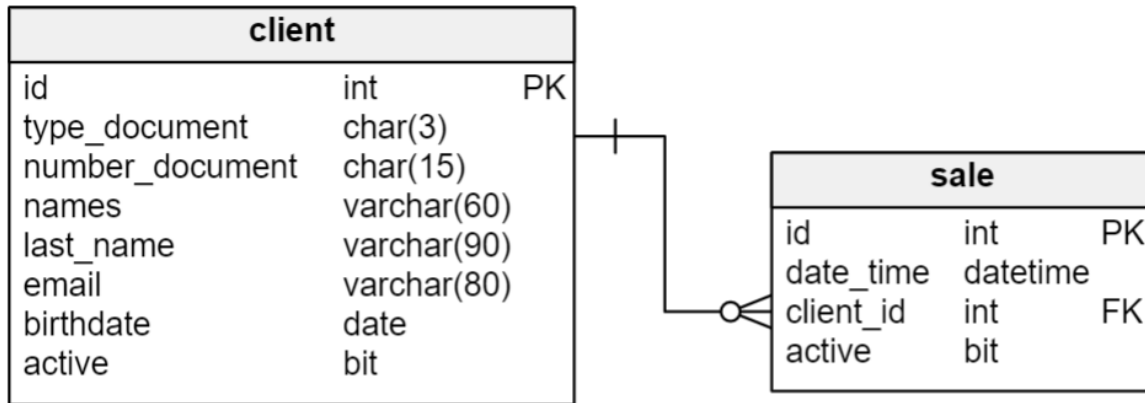 client
id int PK
type_document char(3)
number_document char(15)
names varchar(60)
last_name varchar(90)
email varchar(80)
birthdate date
active bit
sale
id int PK
date_time datetime
client_id int FK
active bit